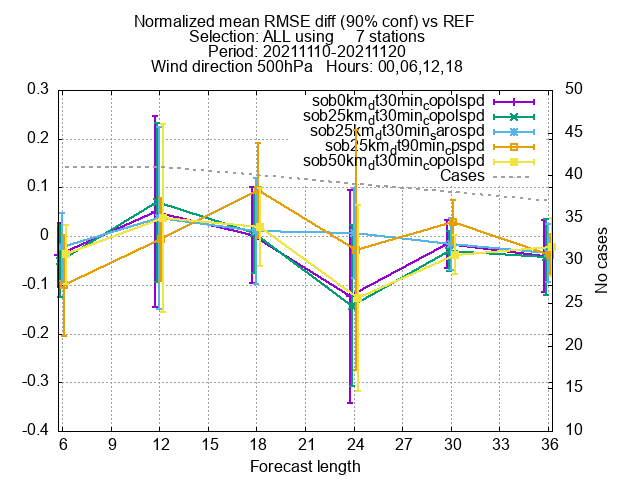 Normalized mean RMSE diff (90% conf) vs REF
Selection: ALL using 7 stations
Period: 20211110-20211120
Wind direction 500hPa Hours: 00,06,12,18
sob0km_dt30min_copolspd
sob25km_dt30min_copolspd
sob25km_dt30min_sarospd
sob25km_dt90min_cpspd
sob50km_dt30min_copolspd
Cases
0.3
0.2
0.1
0
-0.1
-0.2
-0.3
-0.4
50
45
40
35
30
25
20
15
10
No cases
6 9 12 15 18 21 24 27 30 33 36
Forecast length